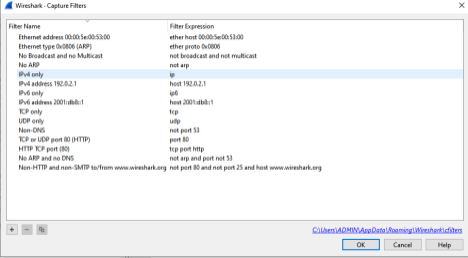 Wireshark - Capture Filters
Filter Name Filter Expression
Ethernet address 00:00:5e:00:53:00 ether host 00:00:5e:00:53:00
Ethernet type 0x0806 (ARP) ether proto 0x0806
No Broadcast and no Multicast not broadcast and not multicast
No ARP not arp
IPv4 only ip
IPv4 address 192.0.2.1 host 192.0.2.1
IPv6 only ip6
IPv6 address 2001:db8::1 host 2001:db8::1
TCP only tcp
UDP only udp
Non-DNS not port 53
TCP or UDP port 80 (HTTP) port 80
HTTP TCP port (80) tcp port http
No ARP and no DNS not arp and port not 53
Non-HTTP and non-SMTP to/from www.wireshark.org not port 80 and not port 25 and host www.wireshark.org
C:\Users\ADMIN\AppData\Roaming\Wireshark\cfilters
OK Cancel Help